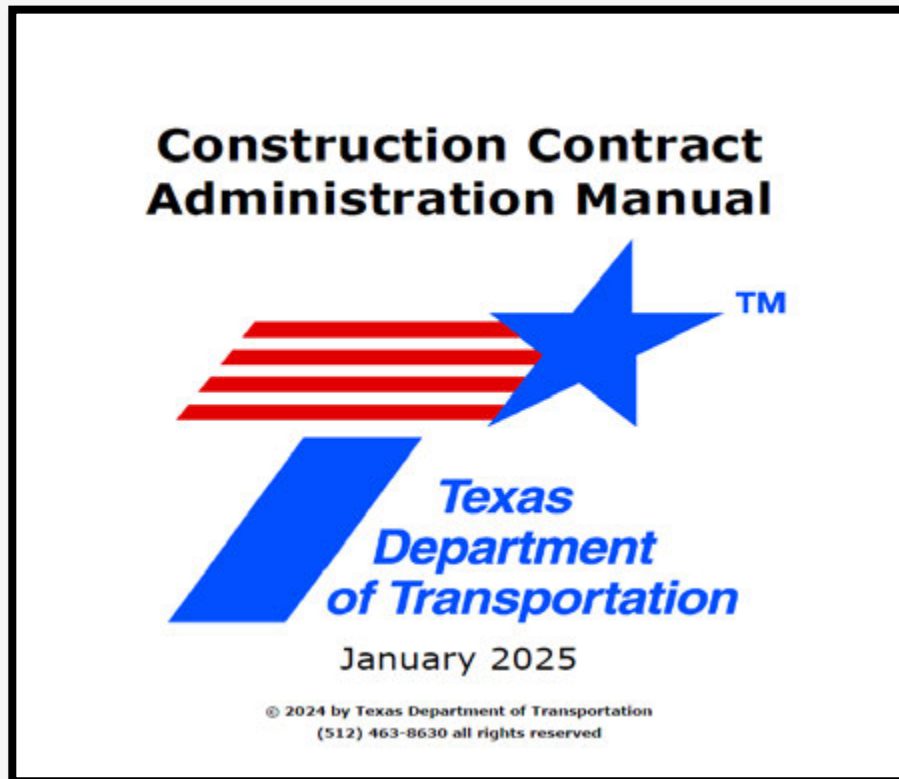 Construction Contract
Administration Manual
TM
Texas
Department
of Transportation
January 2025
© 2024 by Texas Department of Transportation
(512) 463-8630 all rights reserved